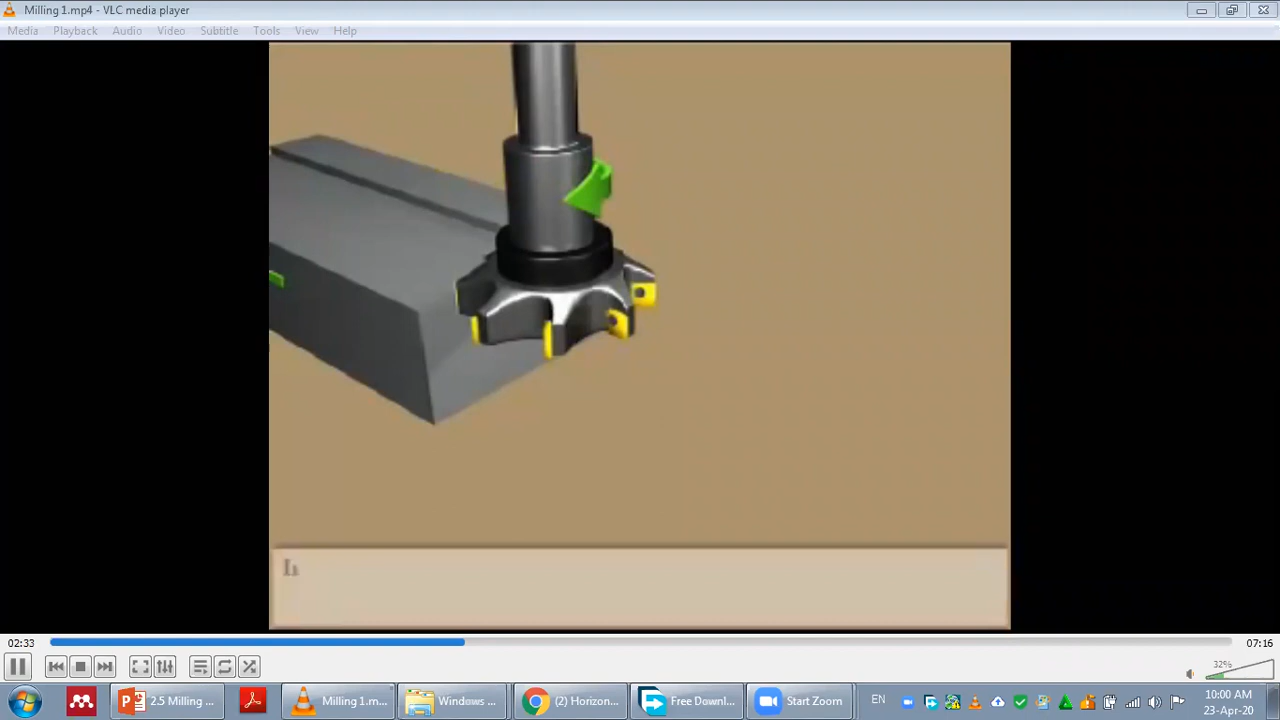 Milling 1.mp4 - VLC media player
Media Playback Audio Video Subtitle Tools View Help
02:33
07:16
32%
2.5 Milling ...
Milling 1.m...
Windows ...
(2) Horizon...
Free Downl...
Start Zoom
EN
10:00 AM
23-Apr-20